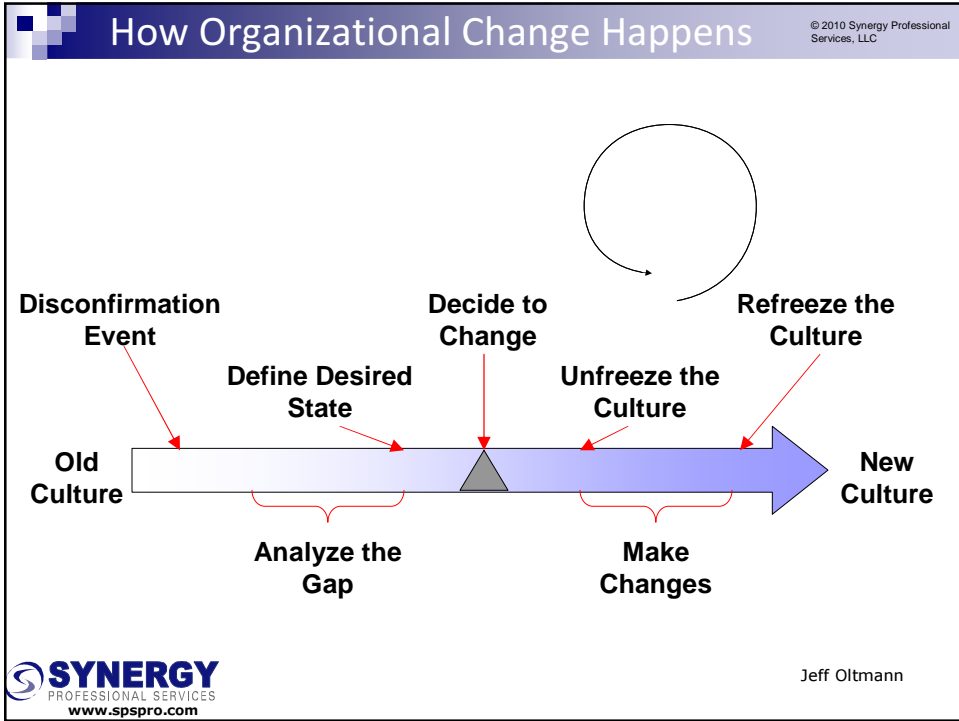 How Organizational Change Happens
© 2010 Synergy Professional
Services, LLC
Disconfirmation
Event
Decide to
Change
Refreeze the
Culture
Define Desired
State
Unfreeze the
Culture
Old
Culture
New
Culture
Analyze the
Gap
Make
Changes
SYNERGY
PROFESSIONAL SERVICES
www.spspro.com
Jeff Oltmann